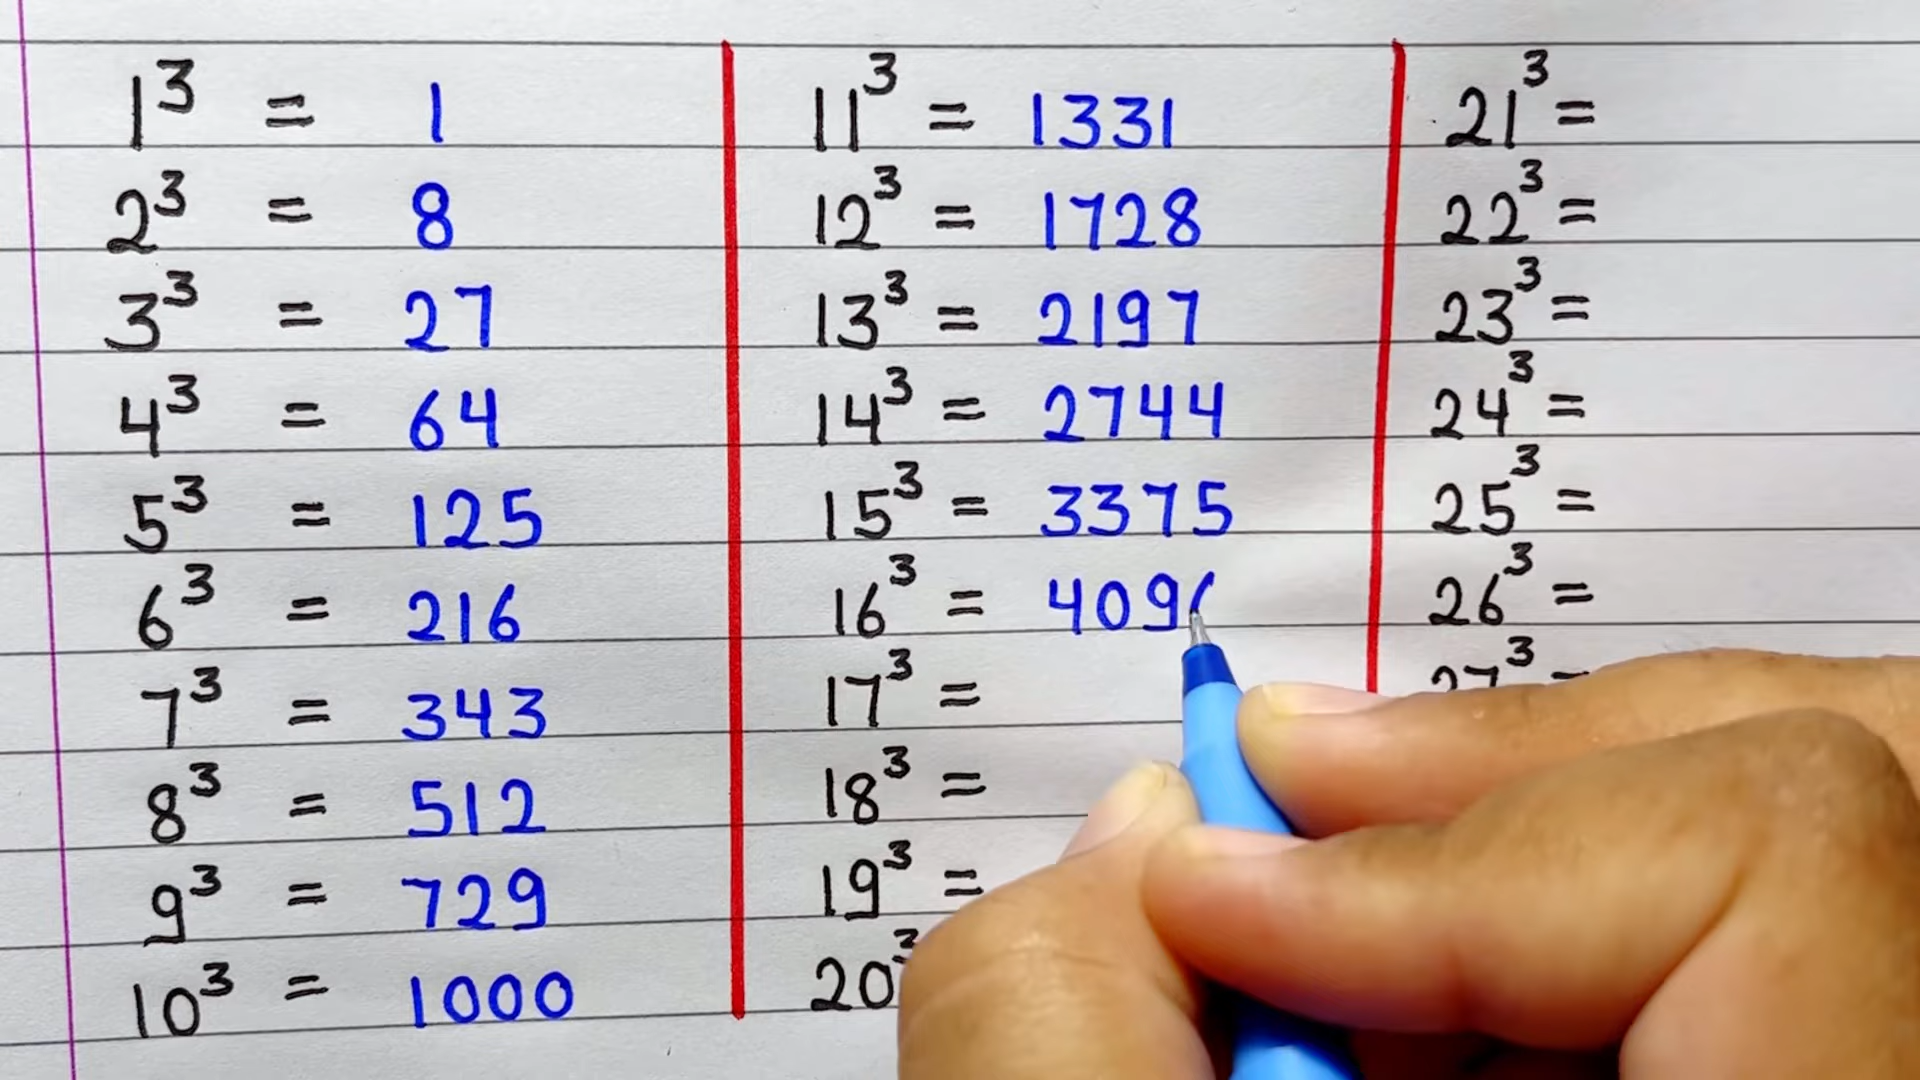 1³ = 1
2³ = 8
3³ = 27
4³ = 64
5³ = 125
6³ = 216
7³ = 343
8³ = 512
9³ = 729
10³ = 1000
11³ = 1331
12³ = 1728
13³ = 2197
14³ = 2744
15³ = 3375
16³ = 409
17³ =
18³ =
19³ =
20³
21³ =
22³ =
23³ =
24³ =
25³ =
26³ =
27³ =